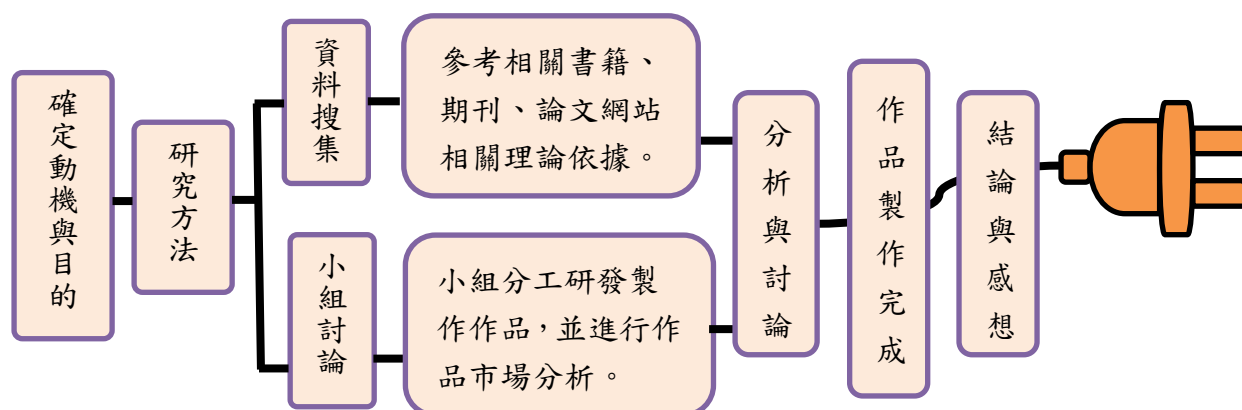 確定動機與目的
研究方法
資料搜集
參考相關書籍、
期刊、論文網站
相關理論依據。
小組討論
小組分工研發製
作作品，並進行作
品市場分析。
分析與討論
作品製作完成
結論與感想